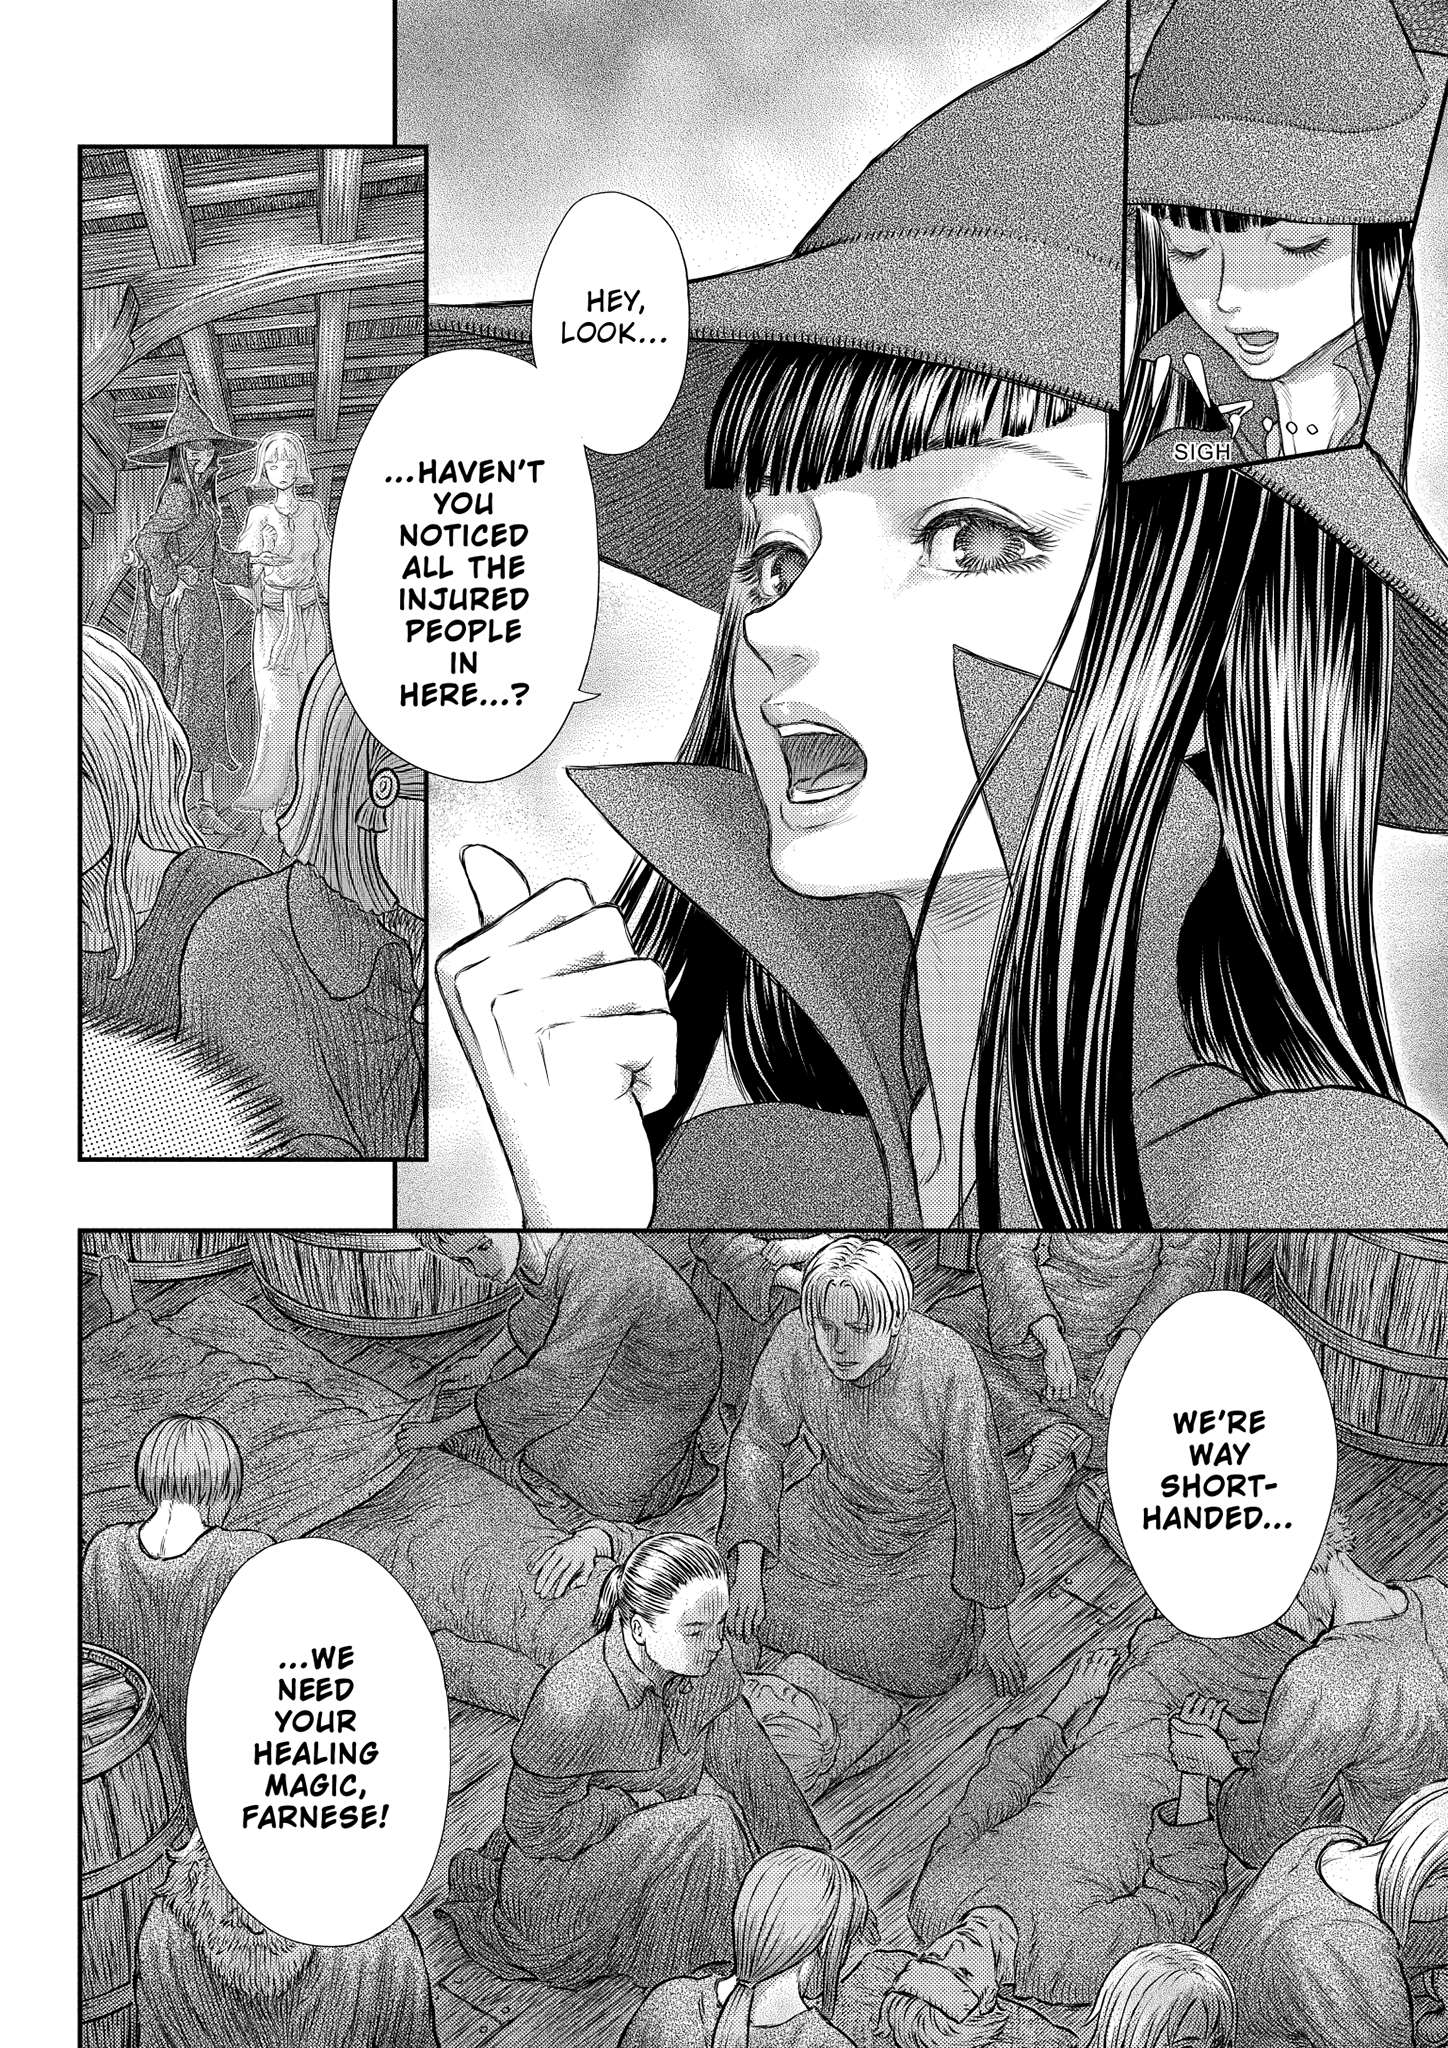 SIGH
HEY,
LOOK...
...HAVEN'T
YOU
NOTICED
ALL THE
INJURED
PEOPLE
IN
HERE...?
WE'RE
WAY
SHORT-
HANDED...
...WE
NEED
YOUR
HEALING
MAGIC,
FARNESE!